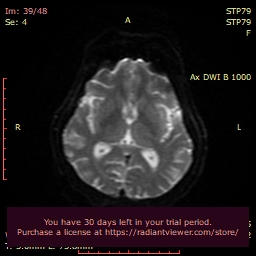 Im: 39/48
Se: 4
A
STP79
STP79
F
Ax DWI B 1000
R
L
You have 30 days left in your trial period.
Purchase a license at https://radiantviewer.com/store/